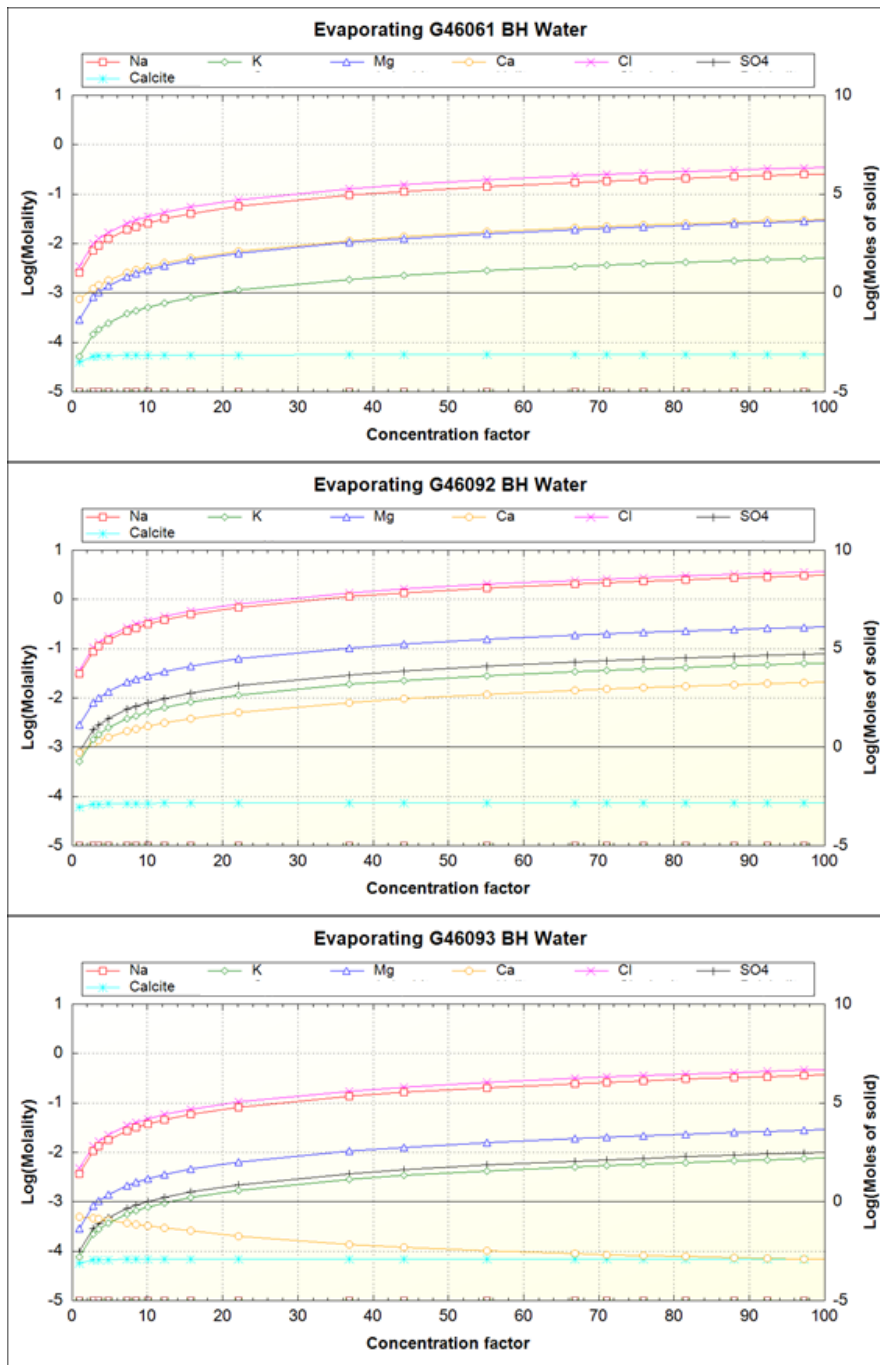 Evaporating G46061 BH Water
Na K Mg Ca Cl SO4
Calcite
1 0 -1 -2 -3 -4 -5
Log(Molality)
10 5 0 -5
Log(Moles of solid)
0 10 20 30 40 50 60 70 80 90 100
Concentration factor
Evaporating G46092 BH Water
Na K Mg Ca Cl SO4
Calcite
1 0 -1 -2 -3 -4 -5
Log(Molality)
10 5 0 -5
Log(Moles of solid)
0 10 20 30 40 50 60 70 80 90 100
Concentration factor
Evaporating G46093 BH Water
Na K Mg Ca Cl SO4
Calcite
1 0 -1 -2 -3 -4 -5
Log(Molality)
10 5 0 -5
Log(Moles of solid)
0 10 20 30 40 50 60 70 80 90 100
Concentration factor